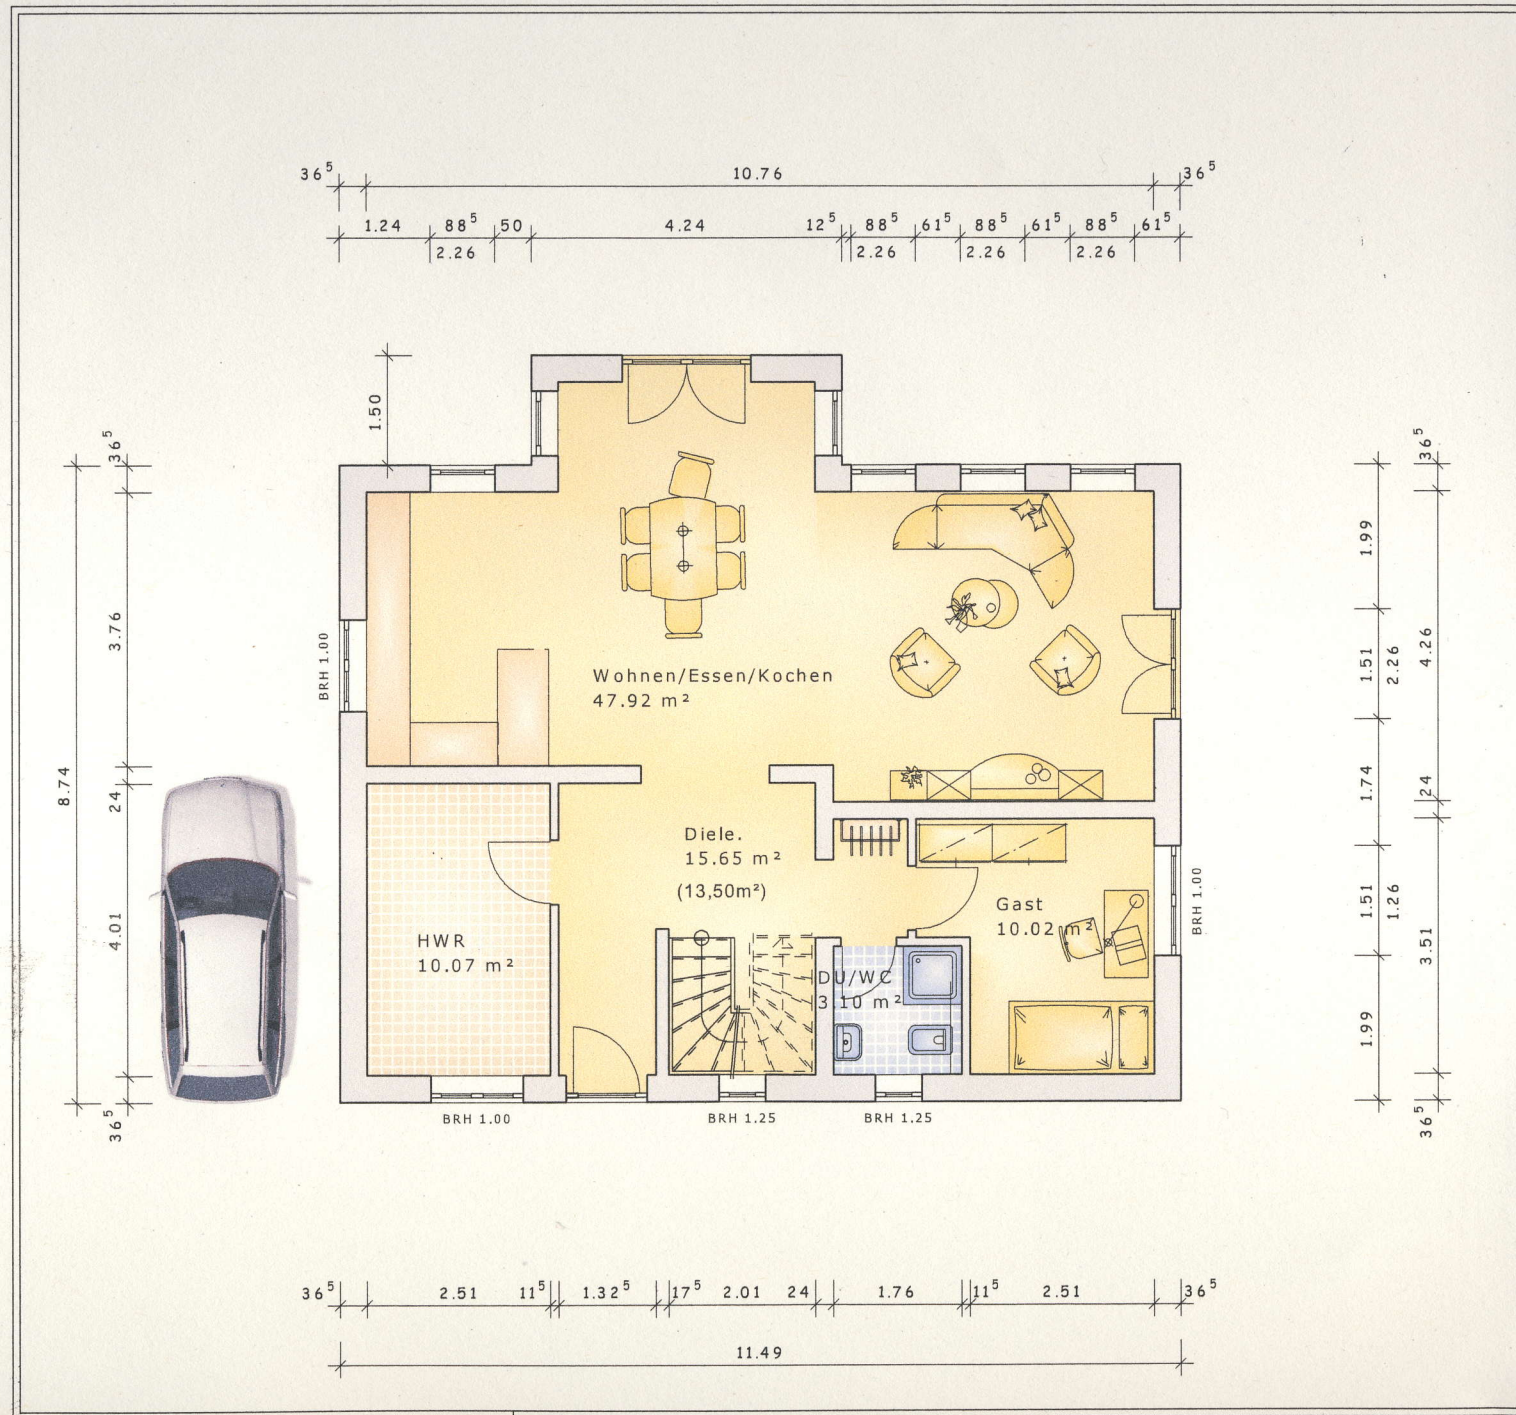 36⁵ 10.76 36⁵
1.24 88⁵ 50 4.24 12⁵ 88⁵ 61⁵ 88⁵ 61⁵ 88⁵ 61⁵
2.26 2.26 2.26 2.26
1.50
36⁵
3.76
24
4.01
36⁵
8.74
BRH 1.00
Wohnen/Essen/Kochen
47.92 m²
Diele.
15.65 m²
(13,50m²)
HWR
10.07 m²
DU/WC
3.10 m²
Gast
10.02 m²
BRH 1.00
1.99
1.51
2.26
1.74
1.51
1.26
1.99
36⁵
4.26
24
3.51
36⁵
BRH 1.00
BRH 1.25
BRH 1.25
36⁵ 2.51 11⁵ 1.32⁵ 17⁵ 2.01 24 1.76 11⁵ 2.51 36⁵
11.49